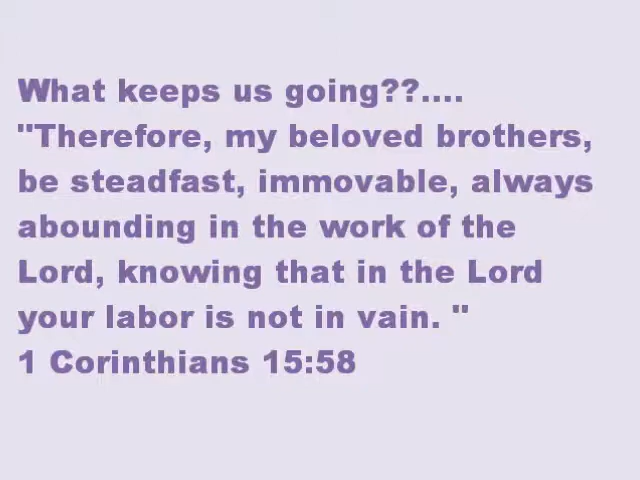 What keeps us going??....
"Therefore, my beloved brothers,
be steadfast, immovable, always
abounding in the work of the
Lord, knowing that in the Lord
your labor is not in vain. "
1 Corinthians 15:58